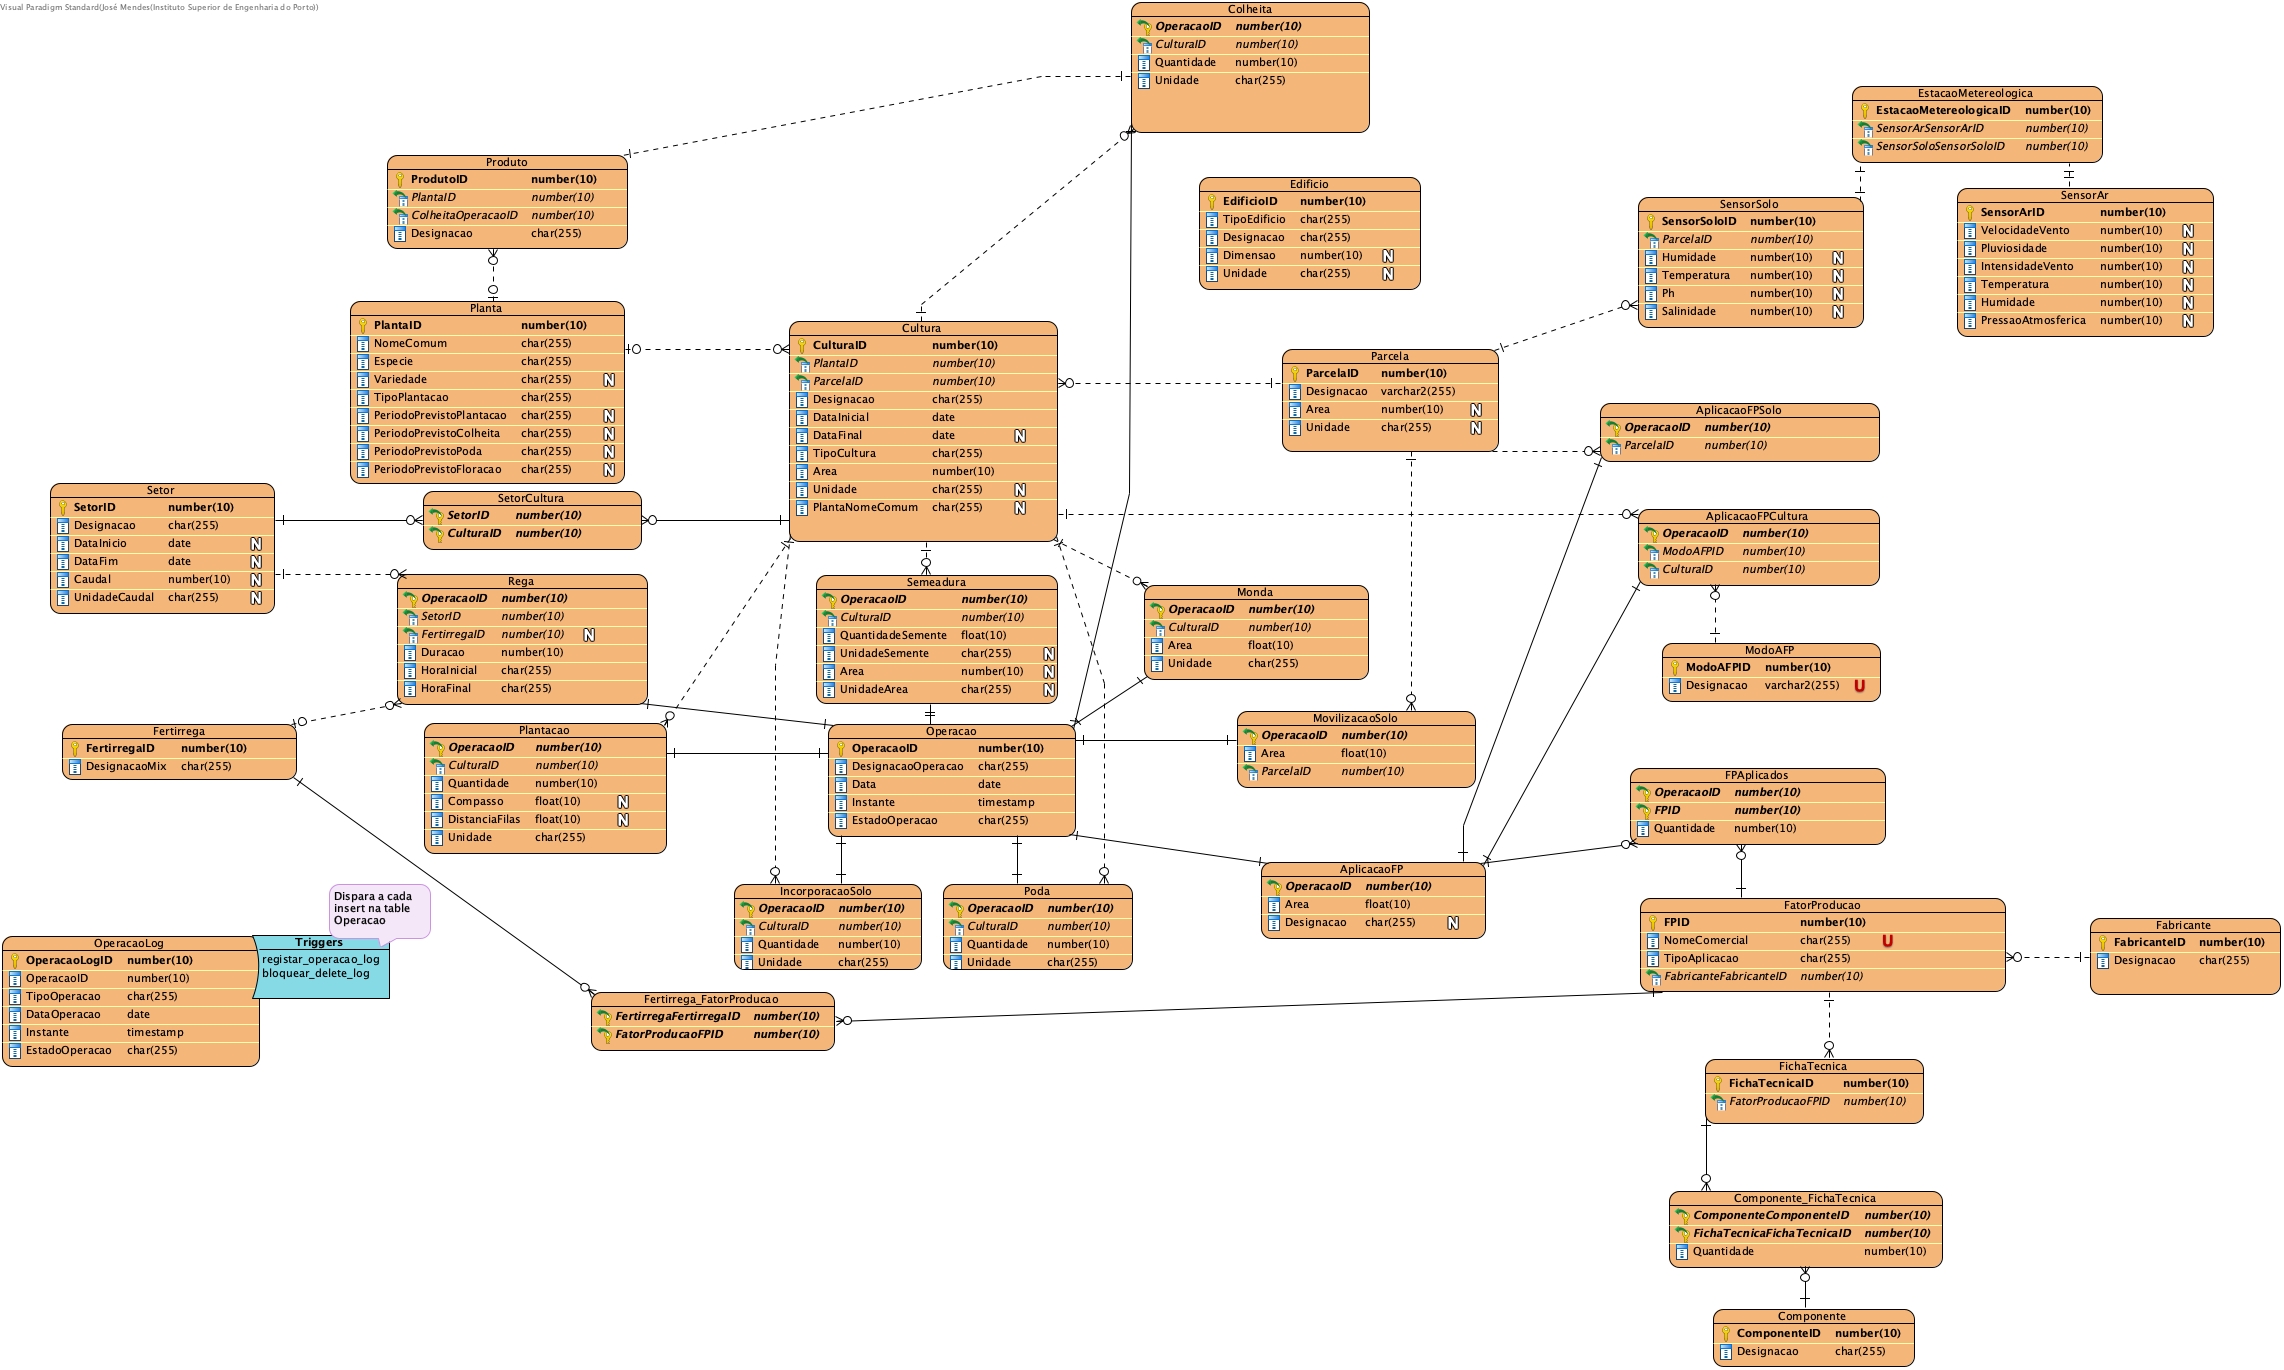 Visual Paradigm Standard(José Mendes(Instituto Superior de Engenharia do Porto))
Colheita
OperacaoID number(10)
CulturaID number(10)
Quantidade number(10)
Unidade char(255)
EstacaoMetereologica
EstacaoMetereologicaID number(10)
SensorArSensorArID number(10)
SensorSoloSensorSoloID number(10)
Produto
ProdutoID number(10)
PlantaID number(10)
ColheitaOperacaoID number(10)
Designacao char(255)
Edificio
EdificioID number(10)
TipoEdificio char(255)
Designacao char(255)
Dimensao number(10) N
Unidade char(255) N
SensorSolo
SensorSoloID number(10)
ParcelaID number(10)
Humidade number(10) N
Temperatura number(10) N
Ph number(10) N
Salinidade number(10) N
SensorAr
SensorArID number(10)
VelocidadeVento number(10) N
Pluviosidade number(10) N
IntensidadeVento number(10) N
Temperatura number(10) N
Humidade number(10) N
PressaoAtmosferica number(10) N
Planta
PlantaID number(10)
NomeComum char(255)
Especie char(255)
Variedade char(255) N
TipoPlantacao char(255)
PeriodoPrevistoPlantacao char(255) N
PeriodoPrevistoColheita char(255) N
PeriodoPrevistoPoda char(255) N
PeriodoPrevistoFloracao char(255) N
Cultura
CulturaID number(10)
PlantaID number(10)
ParcelaID number(10)
Designacao char(255)
DataInicial date
DataFinal date N
TipoCultura char(255)
Area number(10)
Unidade char(255) N
PlantaNomeComum char(255) N
Parcela
ParcelaID number(10)
Designacao varchar2(255)
Area number(10) N
Unidade char(255) N
AplicacaoFPSolo
OperacaoID number(10)
ParcelaID number(10)
Setor
SetorID number(10)
Designacao char(255)
DataInicio date N
DataFim date N
Caudal number(10) N
UnidadeCaudal char(255) N
SetorCultura
SetorID number(10)
CulturaID number(10)
AplicacaoFPCultura
OperacaoID number(10)
ModoAFPID number(10)
CulturaID number(10)
Rega
OperacaoID number(10)
SetorID number(10)
FertirregaID number(10) N
Duracao number(10)
HoraInicial char(255)
HoraFinal char(255)
Semeadura
OperacaoID number(10)
CulturaID number(10)
QuantidadeSemente float(10)
UnidadeSemente char(255) N
Area number(10) N
UnidadeArea char(255) N
Monda
OperacaoID number(10)
CulturaID number(10)
Area float(10)
Unidade char(255)
ModoAFP
ModoAFPID number(10)
Designacao varchar2(255) U
Fertirrega
FertirregaID number(10)
DesignacaoMix char(255)
Plantacao
OperacaoID number(10)
CulturaID number(10)
Quantidade number(10)
Compasso float(10) N
DistanciaFilas float(10) N
Unidade char(255)
Operacao
OperacaoID number(10)
DesignacaoOperacao char(255)
Data date
Instante timestamp
EstadoOperacao char(255)
MovilizacaoSolo
OperacaoID number(10)
Area float(10)
ParcelaID number(10)
FPAplicados
OperacaoID number(10)
FPID number(10)
Quantidade number(10)
AplicacaoFP
OperacaoID number(10)
Area float(10)
Designacao char(255) N
IncorporacaoSolo
OperacaoID number(10)
CulturaID number(10)
Quantidade number(10)
Unidade char(255)
Poda
OperacaoID number(10)
CulturaID number(10)
Quantidade number(10)
Unidade char(255)
FatorProducao
FPID number(10)
NomeComercial char(255) U
TipoAplicacao char(255)
FabricanteFabricanteID number(10)
Fabricante
FabricanteID number(10)
Designacao char(255)
Dispara a cada
insert na table
Operacao
Triggers
registar_operacao_log
bloquear_delete_log
OperacaoLog
OperacaoLogID number(10)
OperacaoID number(10)
TipoOperacao char(255)
DataOperacao date
Instante timestamp
EstadoOperacao char(255)
Fertirrega_FatorProducao
FertirregaFertirregaID number(10)
FatorProducaoFPID number(10)
FichaTecnica
FichaTecnicaID number(10)
FatorProducaoFPID number(10)
Componente_FichaTecnica
ComponenteComponenteID number(10)
FichaTecnicaFichaTecnicaID number(10)
Quantidade number(10)
Componente
ComponenteID number(10)
Designacao char(255)